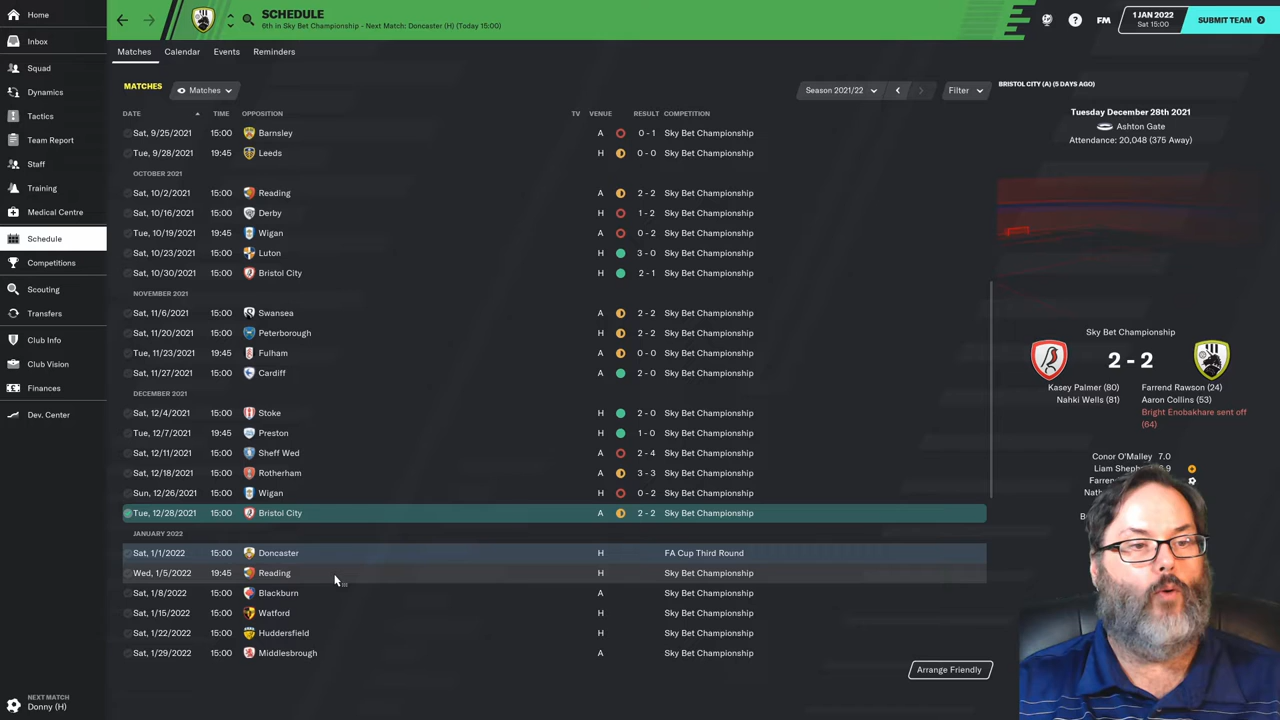 Home
Inbox
Squad
Dynamics
Tactics
Team Report
Staff
Training
Medical Centre
Schedule
Competitions
Scouting
Transfers
Club Info
Club Vision
Finances
Dev. Center
NEXT MATCH
Donny (H)
SCHEDULE
6th in Sky Bet Championship - Next Match: Doncaster (H) (Today 15:00)
? FM
1 JAN 2022
Sat 15:00
SUBMIT TEAM
Matches Calendar Events Reminders
MATCHES Matches Season 2021/22 Filter
DATE TIME OPPOSITION TV VENUE RESULT COMPETITION
Sat, 9/25/2021 15:00 Barnsley A 0 - 1 Sky Bet Championship
Tue, 9/28/2021 19:45 Leeds H 0 - 0 Sky Bet Championship
OCTOBER 2021
Sat, 10/2/2021 15:00 Reading A 2 - 2 Sky Bet Championship
Sat, 10/16/2021 15:00 Derby H 1 - 2 Sky Bet Championship
Tue, 10/19/2021 19:45 Wigan A 0 - 2 Sky Bet Championship
Sat, 10/23/2021 15:00 Luton H 3 - 0 Sky Bet Championship
Sat, 10/30/2021 15:00 Bristol City H 2 - 1 Sky Bet Championship
NOVEMBER 2021
Sat, 11/6/2021 15:00 Swansea A 2 - 2 Sky Bet Championship
Sat, 11/20/2021 15:00 Peterborough H 2 - 2 Sky Bet Championship
Tue, 11/23/2021 19:45 Fulham A 0 - 0 Sky Bet Championship
Sat, 11/27/2021 15:00 Cardiff A 2 - 0 Sky Bet Championship
DECEMBER 2021
Sat, 12/4/2021 15:00 Stoke H 2 - 0 Sky Bet Championship
Tue, 12/7/2021 19:45 Preston H 1 - 0 Sky Bet Championship
Sat, 12/11/2021 15:00 Sheff Wed A 2 - 4 Sky Bet Championship
Sat, 12/18/2021 15:00 Rotherham A 3 - 3 Sky Bet Championship
Sun, 12/26/2021 15:00 Wigan H 0 - 2 Sky Bet Championship
Tue, 12/28/2021 15:00 Bristol City A 2 - 2 Sky Bet Championship
JANUARY 2022
Sat, 1/1/2022 15:00 Doncaster H FA Cup Third Round
Wed, 1/5/2022 19:45 Reading H Sky Bet Championship
Sat, 1/8/2022 15:00 Blackburn A Sky Bet Championship
Sat, 1/15/2022 15:00 Watford H Sky Bet Championship
Sat, 1/22/2022 15:00 Huddersfield H Sky Bet Championship
Sat, 1/29/2022 15:00 Middlesbrough A Sky Bet Championship
Arrange Friendly
BRISTOL CITY (A) (5 DAYS AGO)
Tuesday December 28th 2021
Ashton Gate
Attendance: 20,048 (375 Away)
Sky Bet Championship
2 - 2
Kasey Palmer (80) Farrend Rawson (24)
Nahki Wells (81) Aaron Collins (53)
Bright Enobakhare sent off
(64)
Conor O'Malley 7.0
Liam